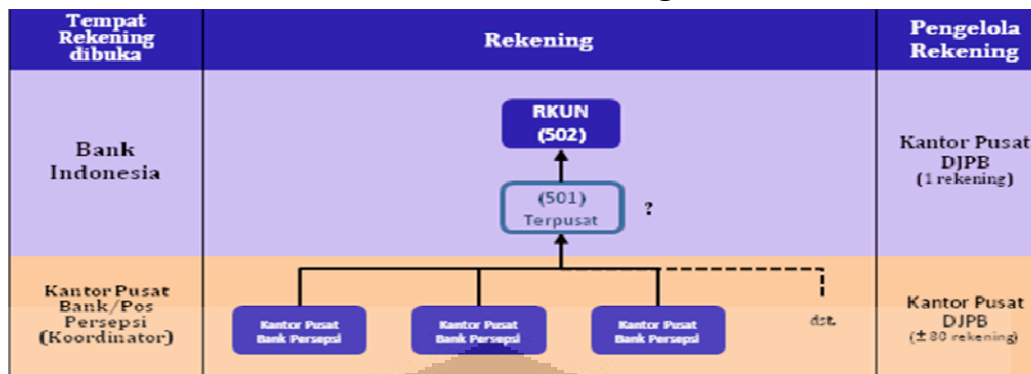 Tempat
Rekening
dibuka
Rekening
Pengelola
Rekening
Bank
Indonesia
RKUN
(502)
(501)
Terpusat
?
Kantor Pusat
DJPB
(1 rekening)
Kantor Pusat
Bank/Pos
Persepsi
(Koordinator)
Kantor Pusat
Bank Persepsi
Kantor Pusat
Bank Persepsi
Kantor Pusat
Bank Persepsi
dst.
Kantor Pusat
DJPB
(±80 rekening)